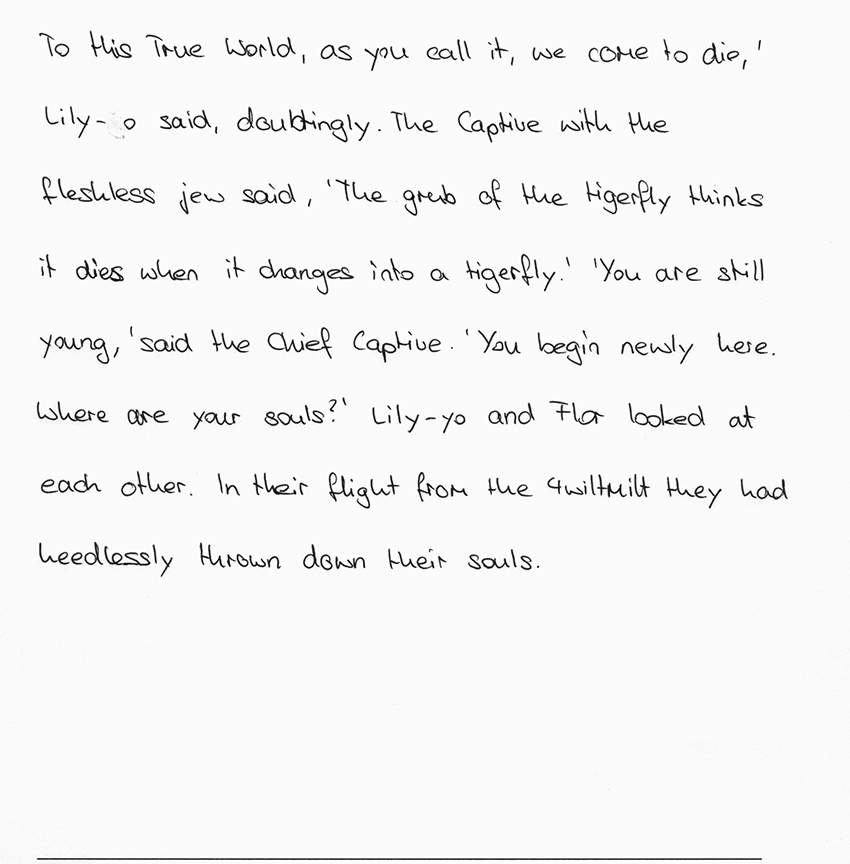 To this True World, as you call it, we come to die,'
Lily-o said, doubtingly. The Captive with the
fleshless jew said, 'The grub of the tigerfly thinks
it dies when it changes into a tigerfly.' 'You are still
young,' said the Chief Captive. 'You begin newly here.
Where are your souls?' Lily-yo and Flor looked at
each other. In their flight from the 4wiltmilt they had
heedlessly thrown down their souls.